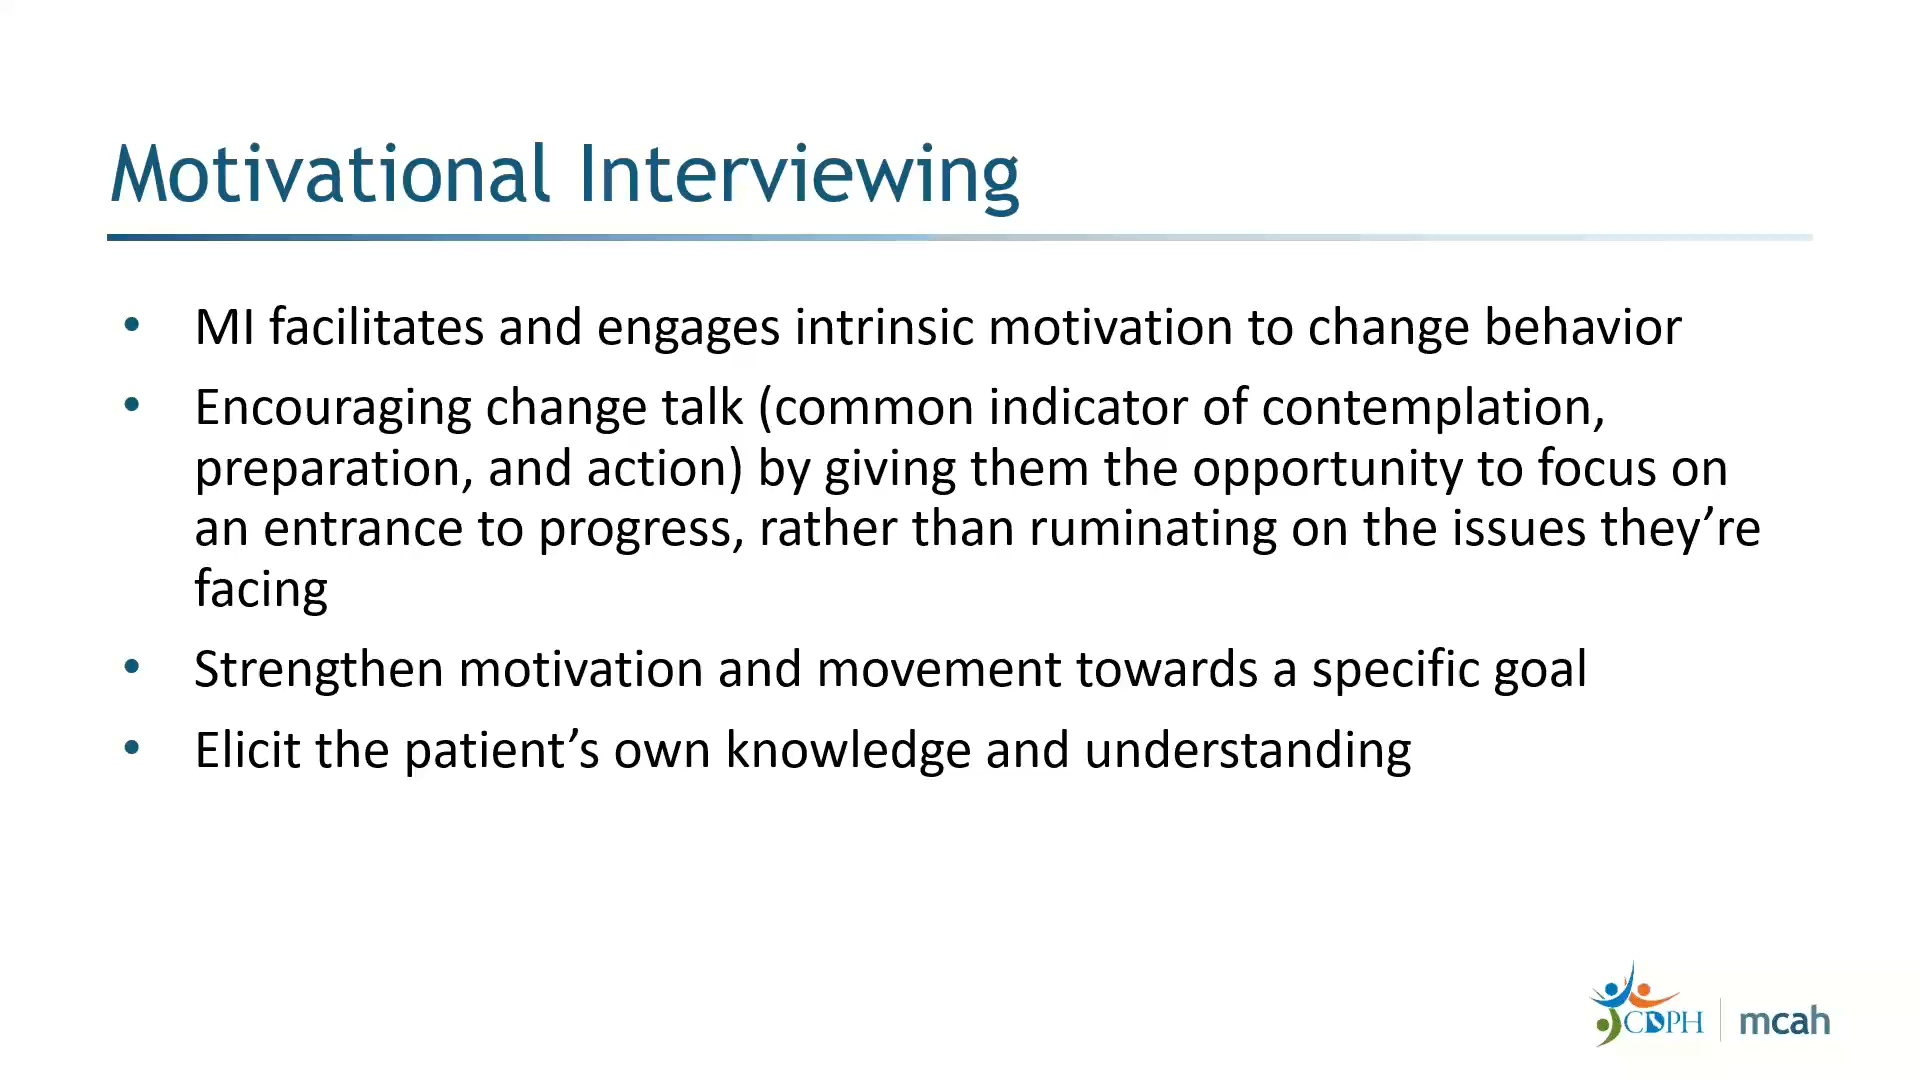 Motivational Interviewing
• MI facilitates and engages intrinsic motivation to change behavior
• Encouraging change talk (common indicator of contemplation,
preparation, and action) by giving them the opportunity to focus on
an entrance to progress, rather than ruminating on the issues they’re
facing
• Strengthen motivation and movement towards a specific goal
• Elicit the patient’s own knowledge and understanding
CDPH | mcah